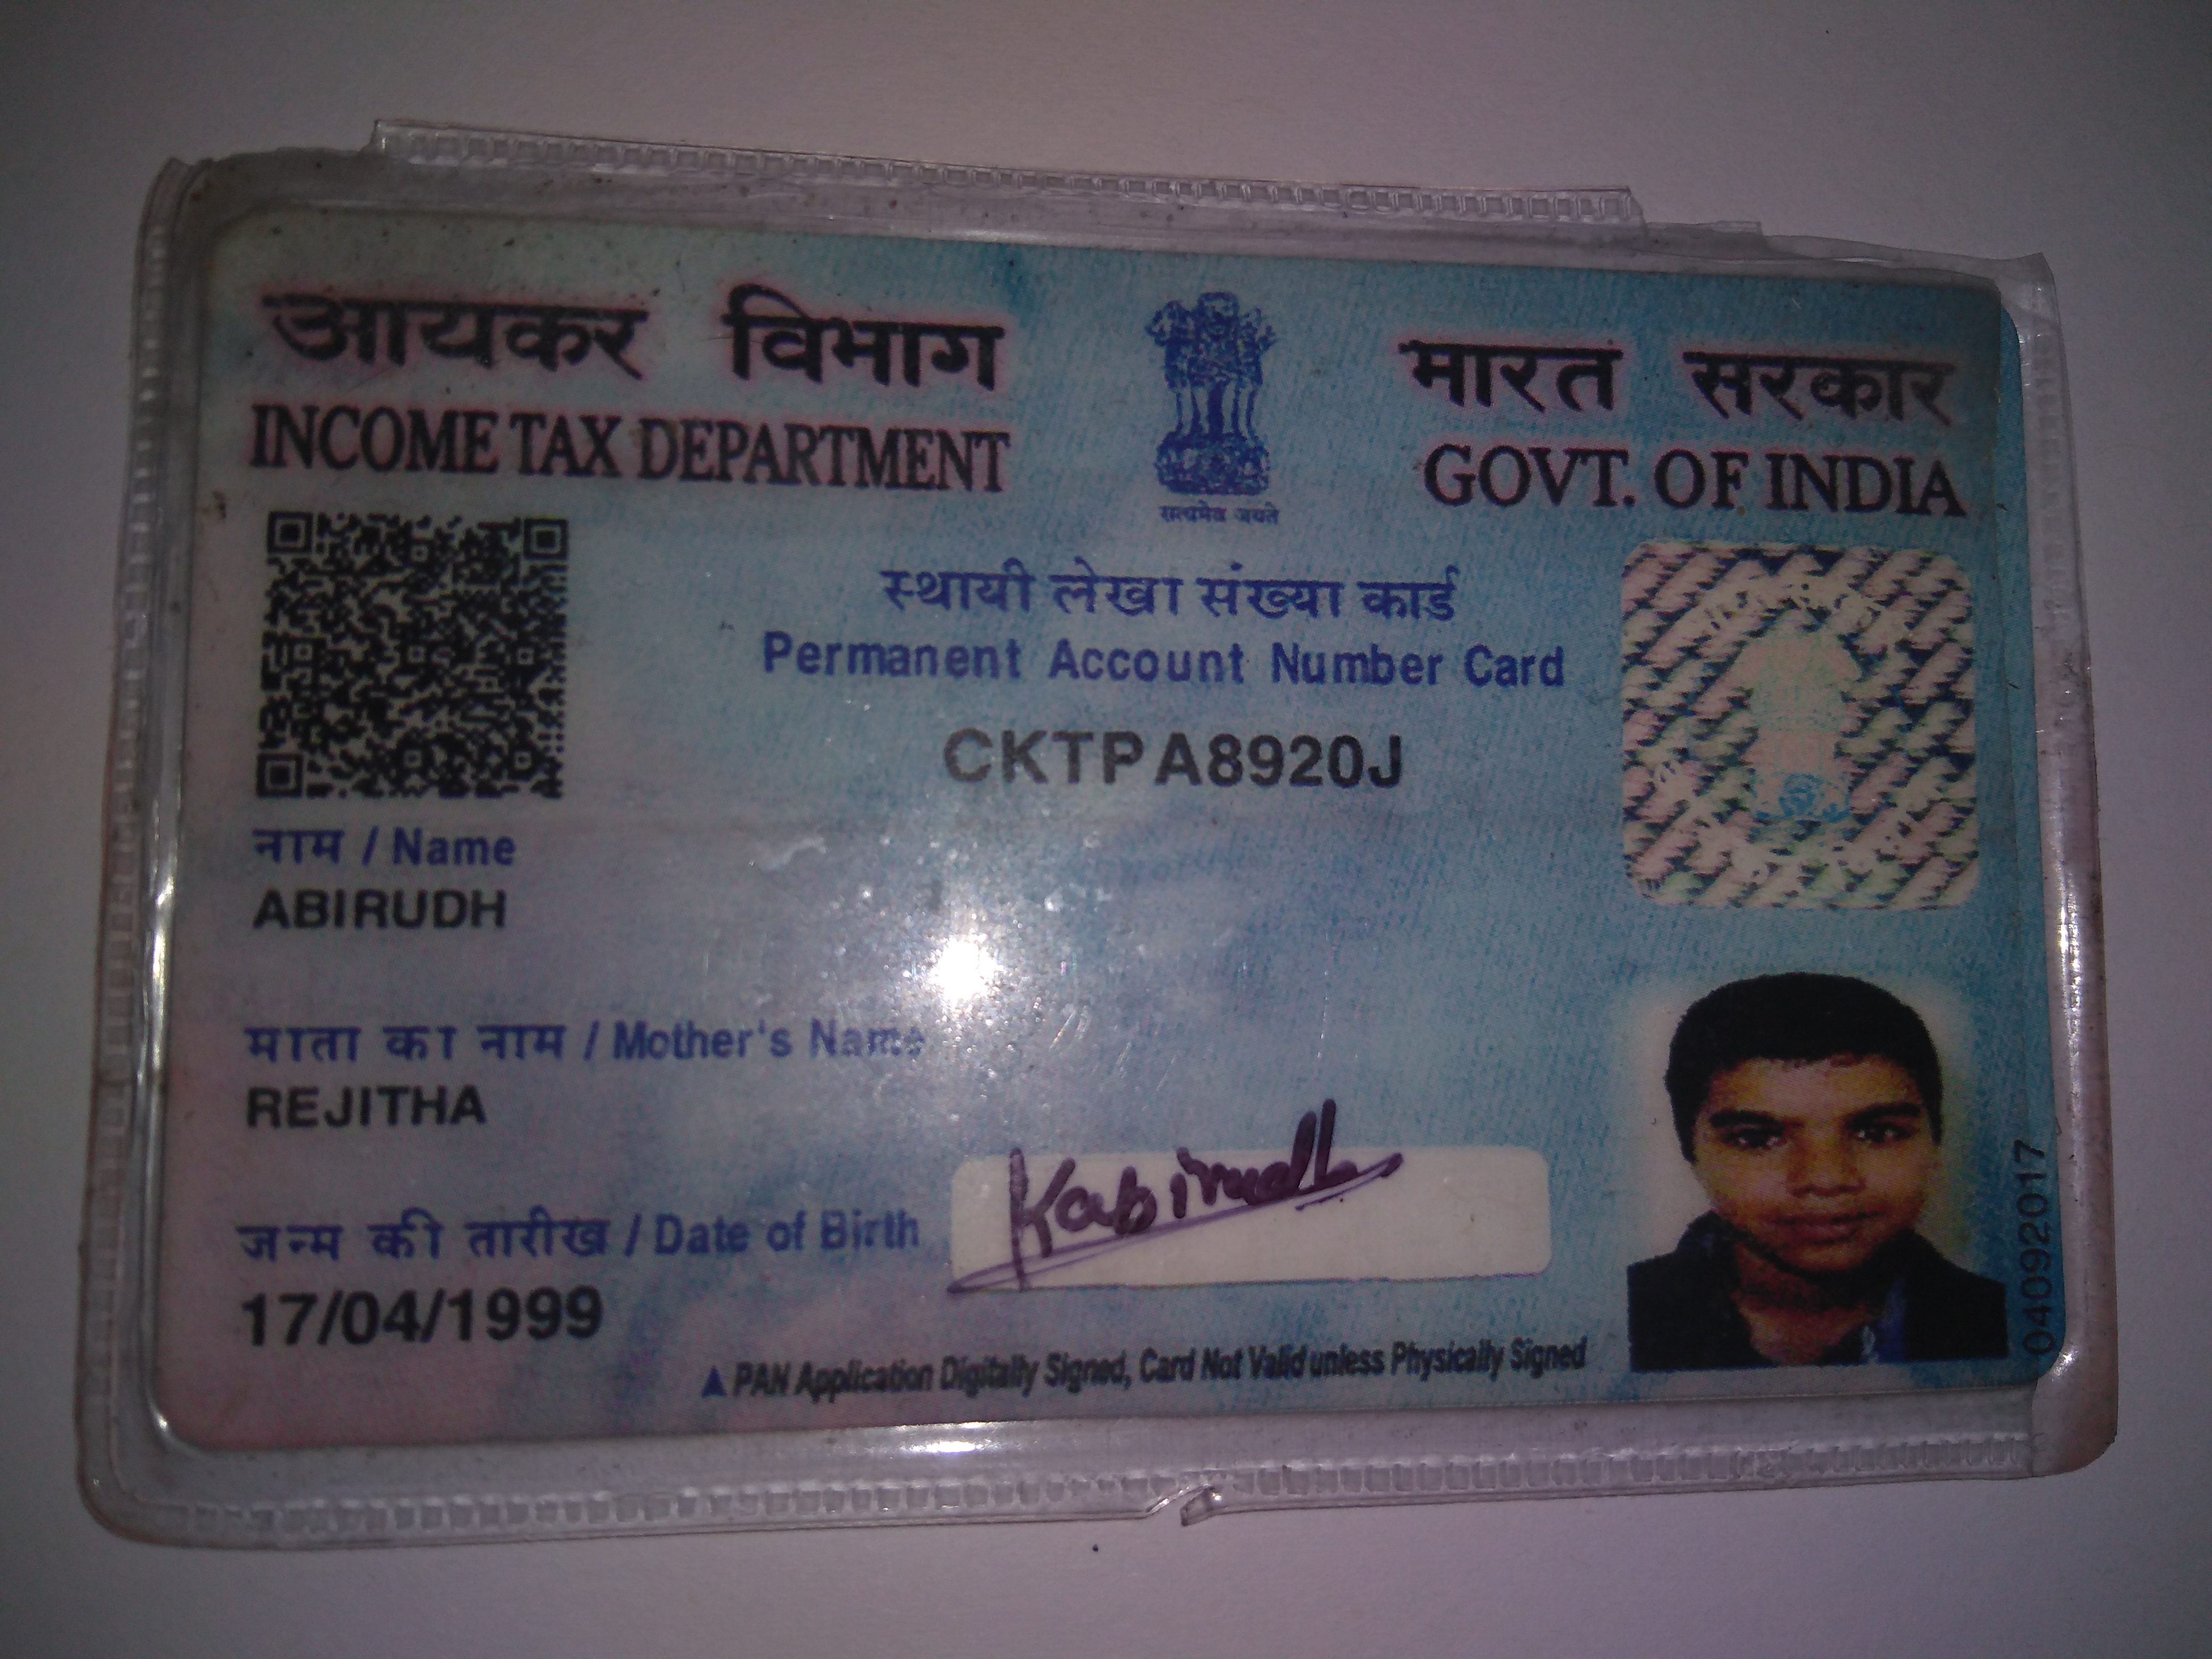 आयकर विभाग
INCOME TAX DEPARTMENT
सत्यमेव जयते
भारत सरकार
GOVT. OF INDIA
स्थायी लेखा संख्या कार्ड
Permanent Account Number Card
CKTPA8920J
नाम / Name
ABIRUDH
माता का नाम / Mother's Name
REJITHA
जन्म की तारीख / Date of Birth
17/04/1999
▲ PAN Application Digitally Signed, Card Not Valid unless Physically Signed
04092017